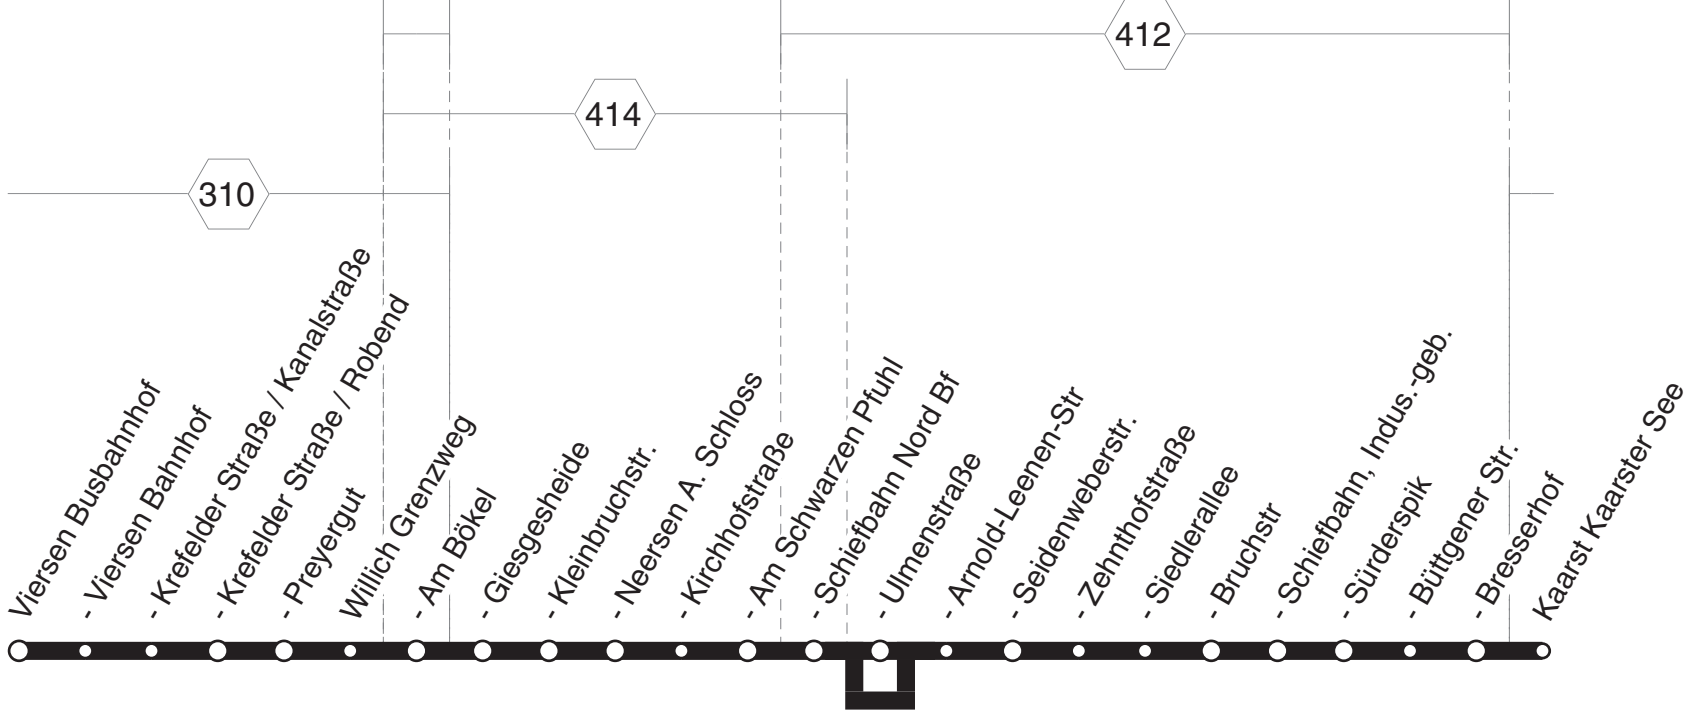 412
414
310
Viersen Busbahnhof
- Viersen Bahnhof
- Krefelder Straße / Kanalstraße
- Krefelder Straße / Robend
- Preyergut
Willich Grenzweg
- Am Bökel
- Giesgesheide
- Kleinbruchstr.
- Neersen A. Schloss
- Kirchhofstraße
- Am Schwarzen Pfuhl
- Schiefbahn Nord Bf
- Ulmenstraße
- Arnold-Leenen-Str
- Seidenweberstr.
- Zehnthofstraße
- Siedlerallee
- Bruchstr
- Schiefbahn, Indus.-geb.
- Sürderspik
- Büttgener Str.
- Bresserhof
Kaarst Kaarster See